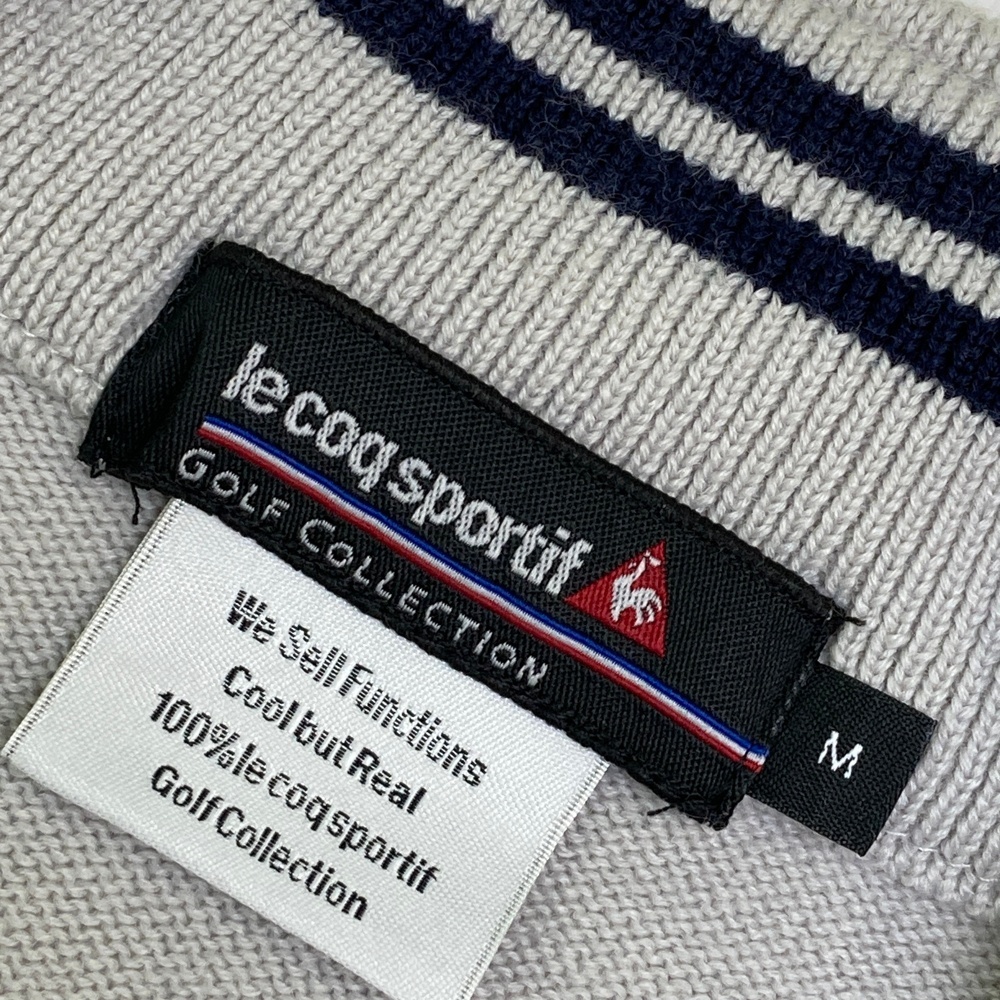 le coq sportif
GOLF COLLECTION
M
We Sell Functions
Cool but Real
100% le coq sportif
Golf Collection